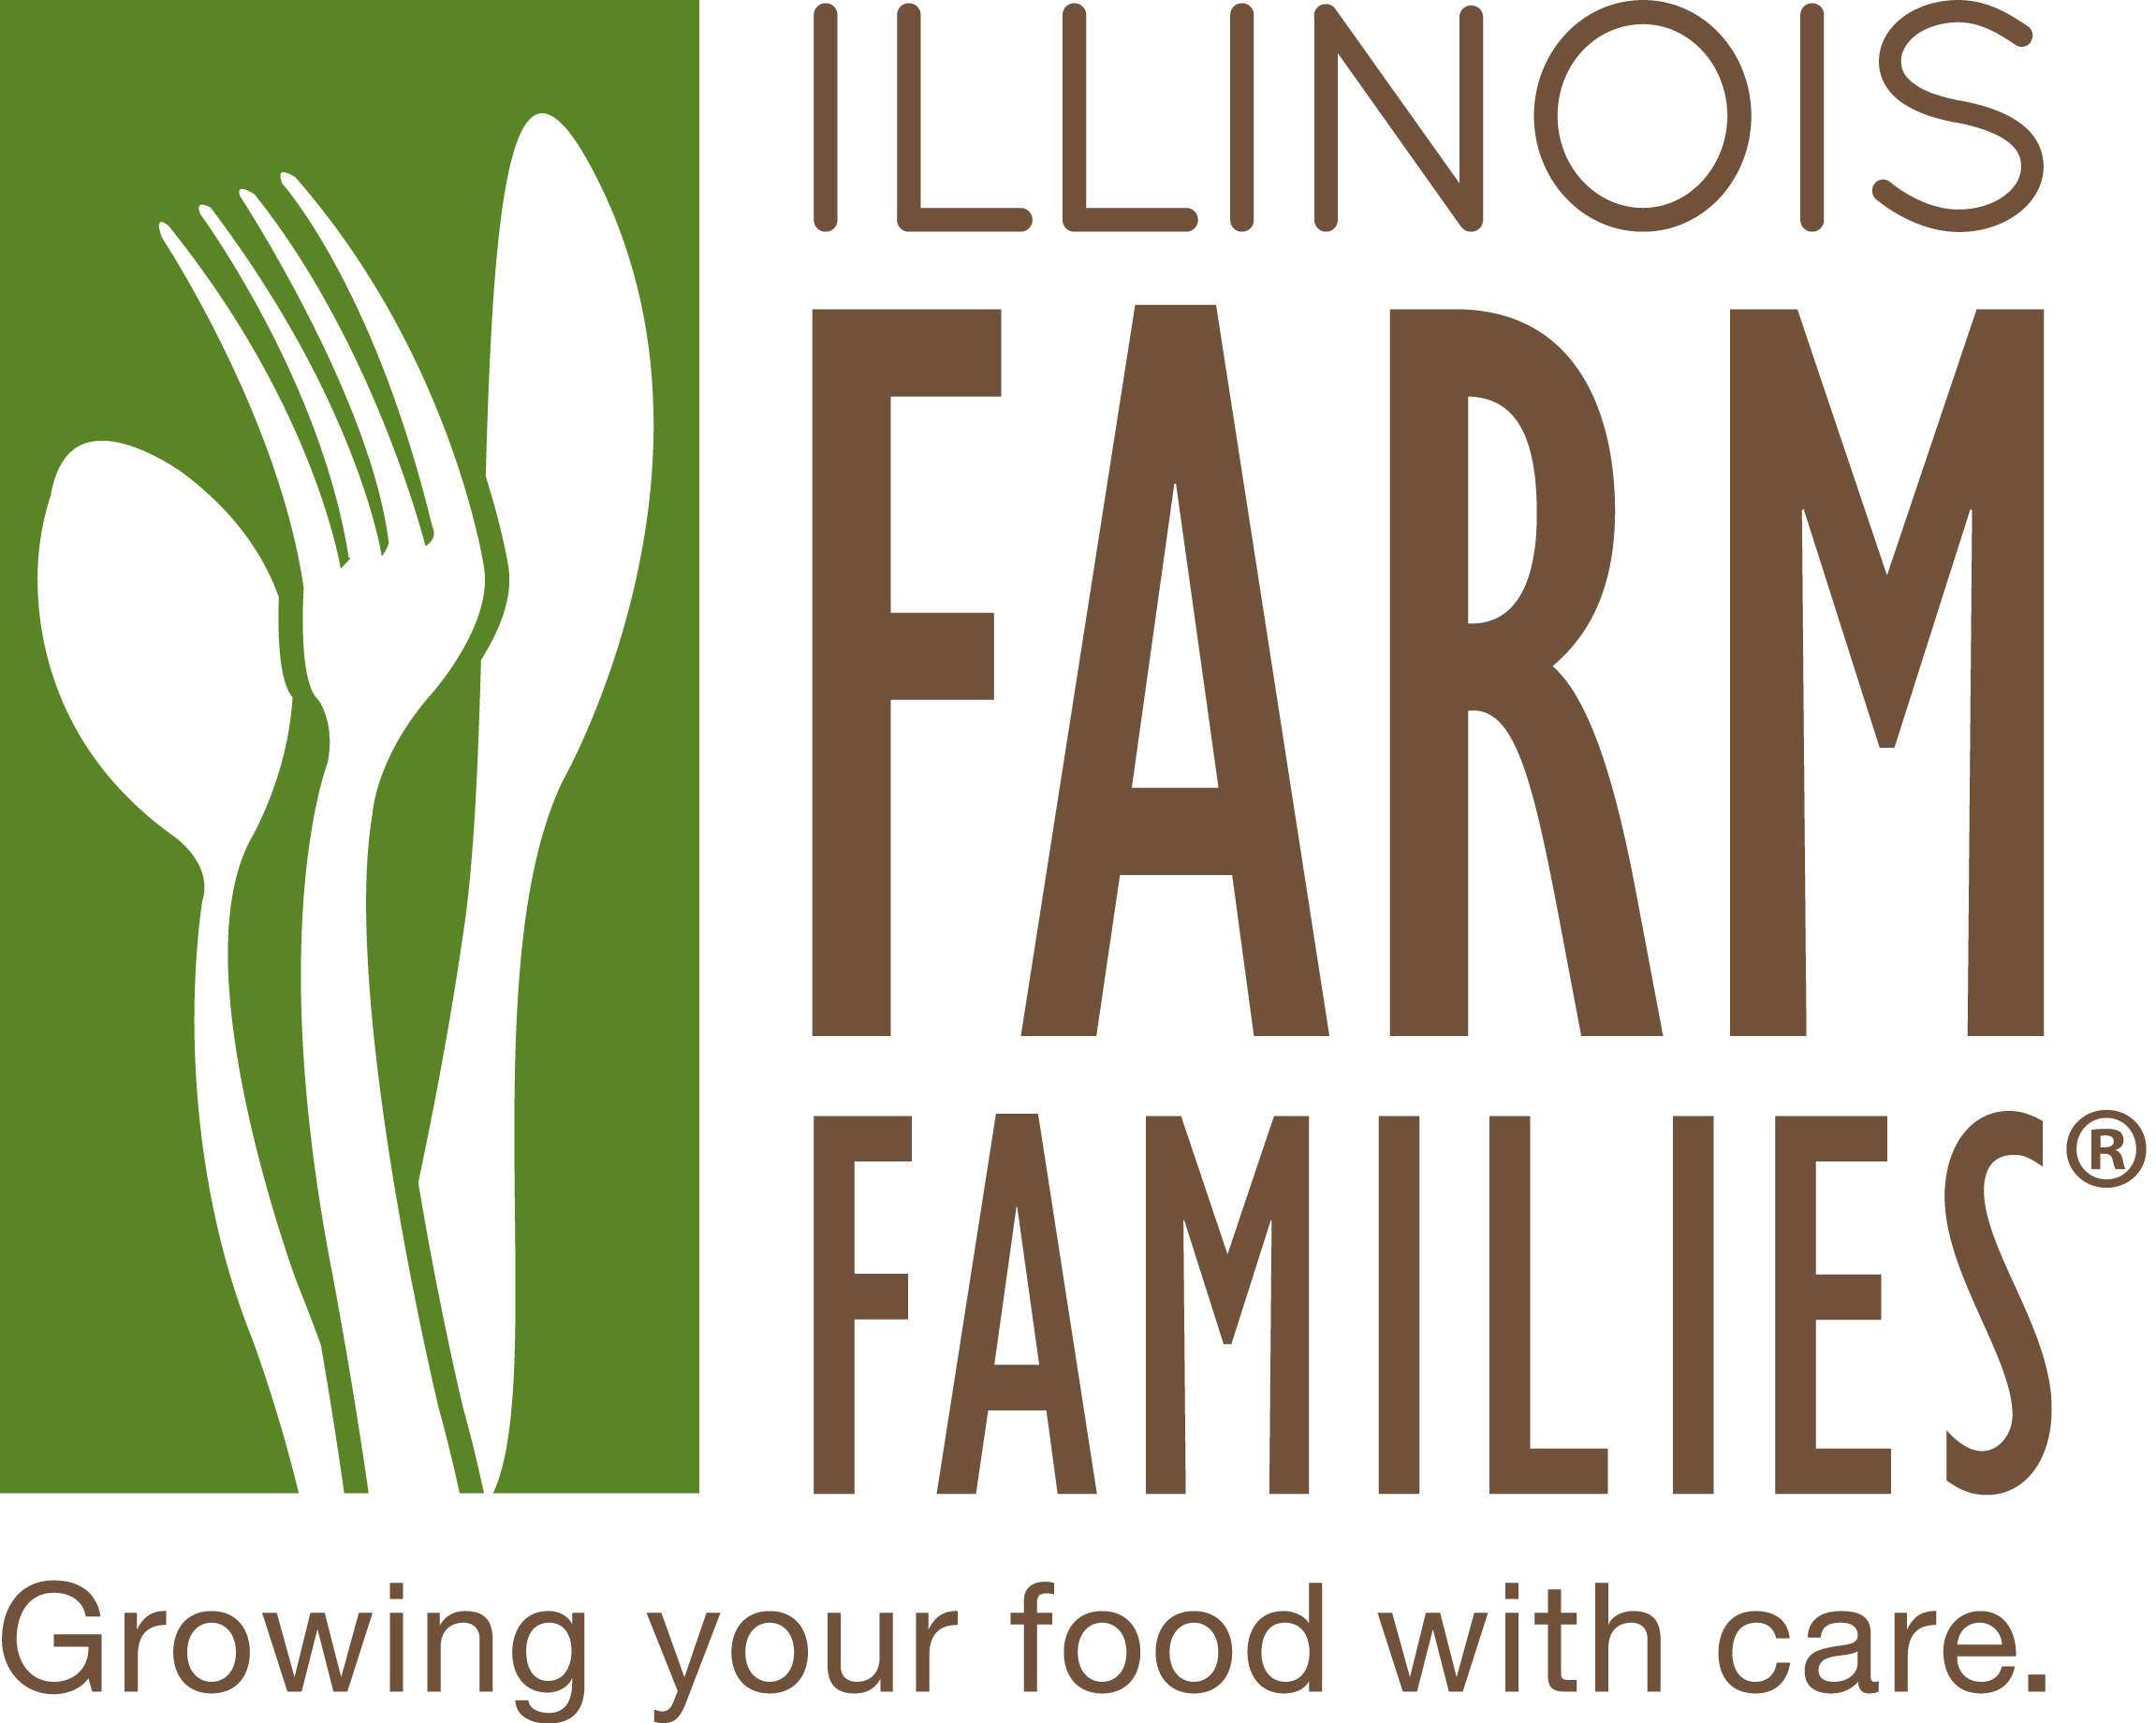 ILLINOIS
FARM
FAMILIES®
Growing your food with care.